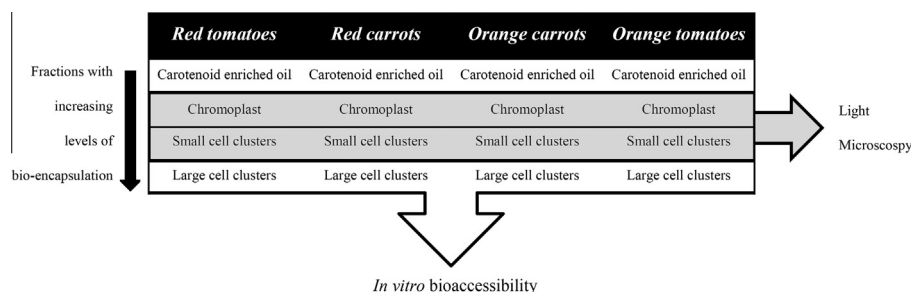 Red tomatoes Red carrots Orange carrots Orange tomatoes
Fractions with Carotenoid enriched oil Carotenoid enriched oil Carotenoid enriched oil Carotenoid enriched oil
increasing Chromoplast Chromoplast Chromoplast Chromoplast Light
levels of Small cell clusters Small cell clusters Small cell clusters Small cell clusters Microscospy
bio-encapsulation Large cell clusters Large cell clusters Large cell clusters Large cell clusters
In vitro bioaccessibility